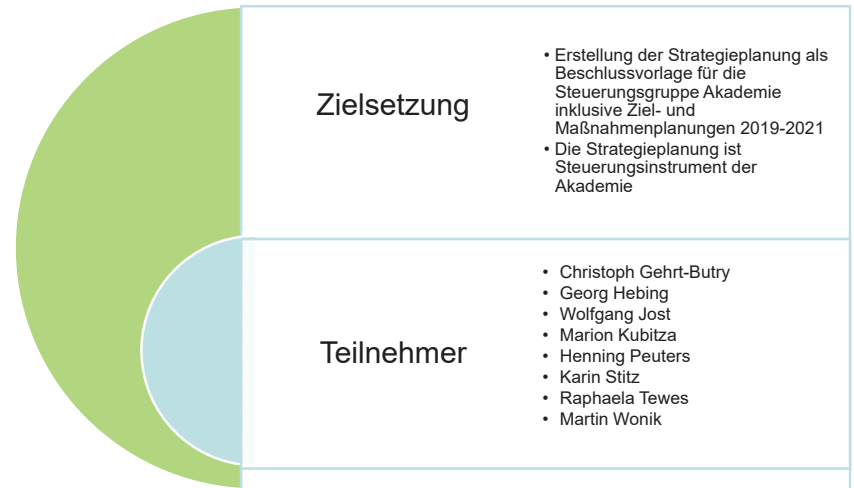 Zielsetzung
• Erstellung der Strategieplanung als
Beschlussvorlage für die
Steuerungsgruppe Akademie
inklusive Ziel- und
Maßnahmenplanungen 2019-2021
• Die Strategieplanung ist
Steuerungsinstrument der
Akademie
Teilnehmer
• Christoph Gehrt-Butry
• Georg Hebing
• Wolfgang Jost
• Marion Kubitza
• Henning Peuters
• Karin Stitz
• Raphaela Tewes
• Martin Wonik